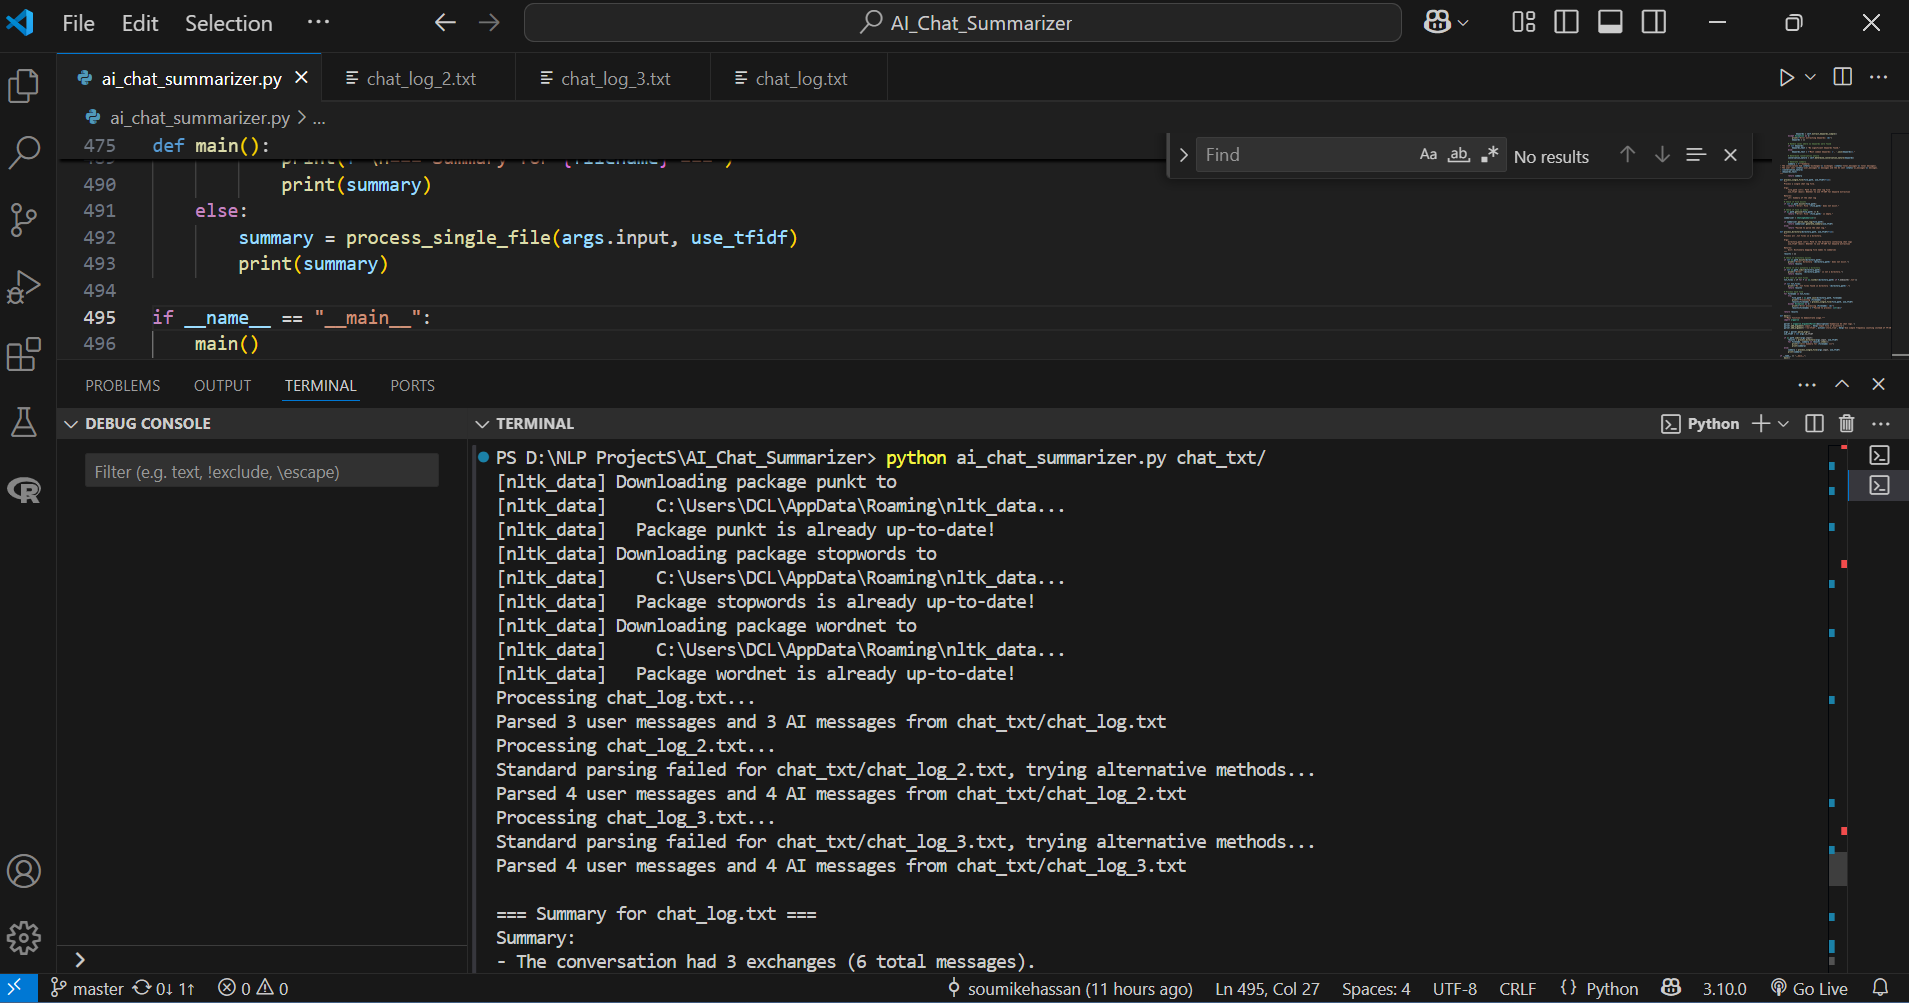 File Edit Selection ··· AI_Chat_Summarizer
ai_chat_summarizer.py chat_log_2.txt chat_log_3.txt chat_log.txt
ai_chat_summarizer.py > ...
475 def main():
Find Aa ab .* No results
490 print(summary)
491 else:
492 summary = process_single_file(args.input, use_tfidf)
493 print(summary)
494
495 if __name__ == "__main__":
496 main()
PROBLEMS OUTPUT TERMINAL PORTS
DEBUG CONSOLE
Filter (e.g. text, !exclude, \escape)
TERMINAL
Python
PS D:\NLP ProjectS\AI_Chat_Summarizer> python ai_chat_summarizer.py chat_txt/
[nltk_data] Downloading package punkt to
[nltk_data]     C:\Users\DCL\AppData\Roaming\nltk_data...
[nltk_data]   Package punkt is already up-to-date!
[nltk_data] Downloading package stopwords to
[nltk_data]     C:\Users\DCL\AppData\Roaming\nltk_data...
[nltk_data]   Package stopwords is already up-to-date!
[nltk_data] Downloading package wordnet to
[nltk_data]     C:\Users\DCL\AppData\Roaming\nltk_data...
[nltk_data]   Package wordnet is already up-to-date!
Processing chat_log.txt...
Parsed 3 user messages and 3 AI messages from chat_txt/chat_log.txt
Processing chat_log_2.txt...
Standard parsing failed for chat_txt/chat_log_2.txt, trying alternative methods...
Parsed 4 user messages and 4 AI messages from chat_txt/chat_log_2.txt
Processing chat_log_3.txt...
Standard parsing failed for chat_txt/chat_log_3.txt, trying alternative methods...
Parsed 4 user messages and 4 AI messages from chat_txt/chat_log_3.txt
=== Summary for chat_log.txt ===
Summary:
- The conversation had 3 exchanges (6 total messages).
master 0↓ 1↑ 0 0 soumikehassan (11 hours ago) Ln 495, Col 27 Spaces: 4 UTF-8 CRLF {} Python 3.10.0 Go Live